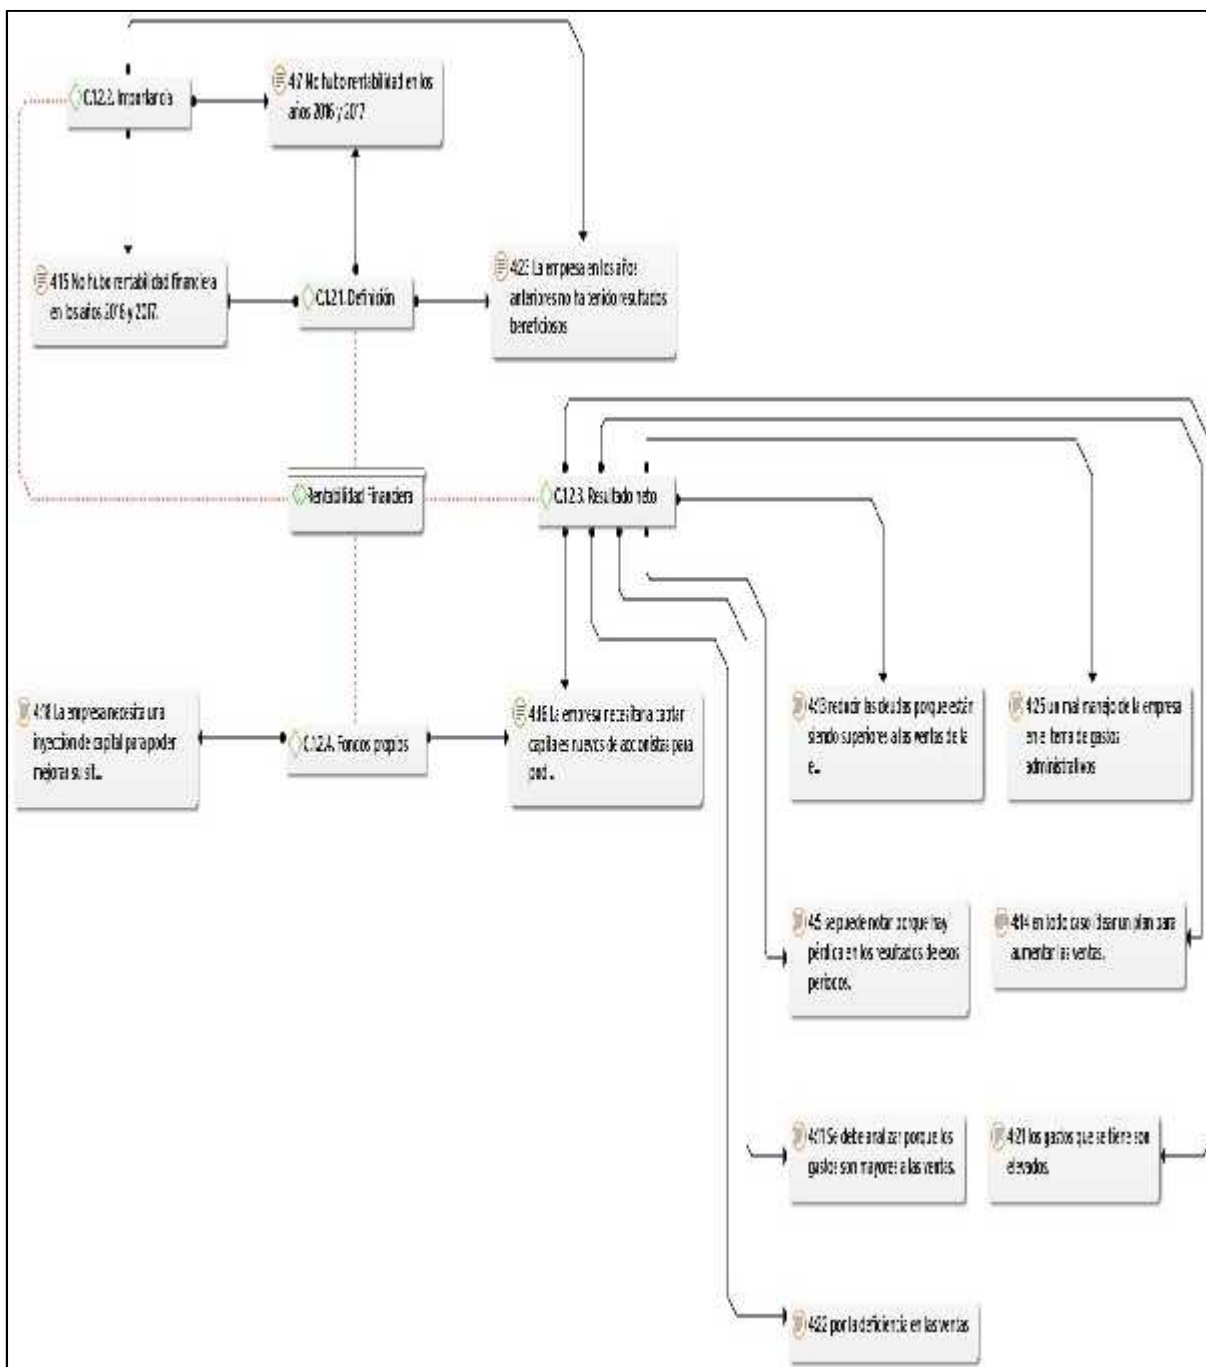 C.1.2.2. Importancia
4:7 No hubo rentabilidad en los
años 2016 y 2017
4:15 No hubo rentabilidad financiera
en los años 2016 y 2017.
C.1.2.1. Definición
4:23 La empresa en los años
anteriores no ha tenido resultados
beneficiosos
Rentabilidad Financiera
C.1.2.3. Resultado neto
4:18 La empresa necesita una
inyección de capital para poder
mejorar su sit...
C.1.2.4. Fondos propios
4:16 La empresa necesitaria captar
capitales nuevos de accionistas para
pod...
4:13 reducir las deudas porque están
siendo superiores a las ventas de la
e...
4:25 un mal manejo de la empresa
en el tema de gastos
administrativos
4:5 se puede notar porque hay
pérdica en los resultados de esos
periodos.
4:14 en todo caso idear un plan para
aumentar las ventas.
4:11 Se debe analizar porque los
gastos son mayores a las ventas.
4:21 los gastos que se tiene son
elevados.
4:22 por la deficiencia en las ventas